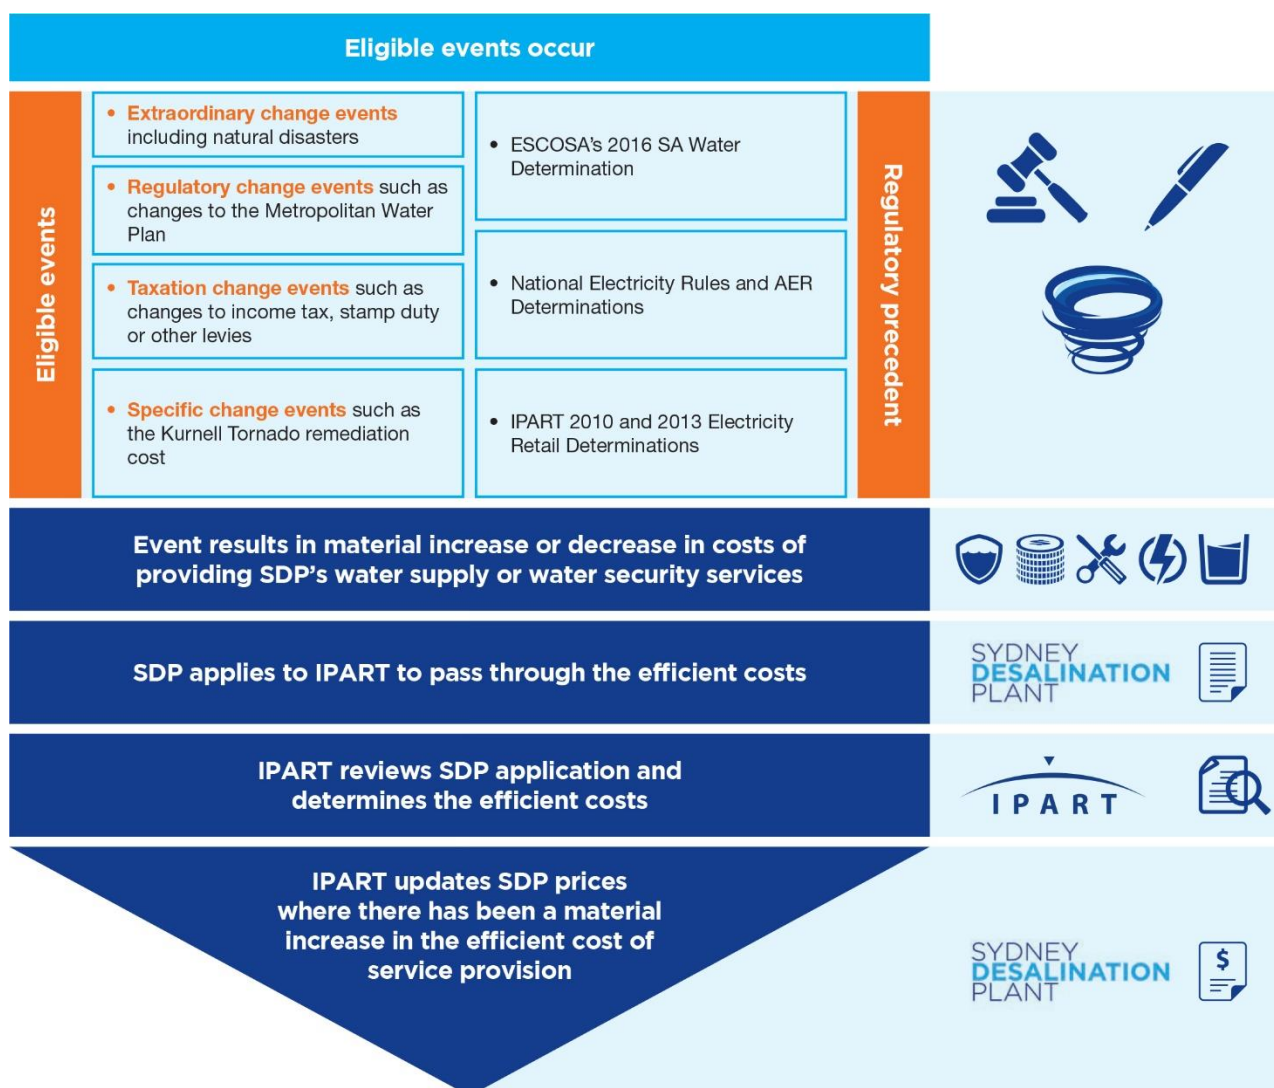 Eligible events occur
Eligible events
• Extraordinary change events
including natural disasters
• Regulatory change events such as
changes to the Metropolitan Water
Plan
• Taxation change events such as
changes to income tax, stamp duty
or other levies
• Specific change events such as
the Kurnell Tornado remediation
cost
• ESCOSA's 2016 SA Water
Determination
• National Electricity Rules and AER
Determinations
• IPART 2010 and 2013 Electricity
Retail Determinations
Regulatory precedent
Event results in material increase or decrease in costs of
providing SDP's water supply or water security services
SDP applies to IPART to pass through the efficient costs
SYDNEY
DESALINATION
PLANT
IPART reviews SDP application and
determines the efficient costs
IPART
IPART updates SDP prices
where there has been a material
increase in the efficient cost of
service provision
SYDNEY
DESALINATION
PLANT
$